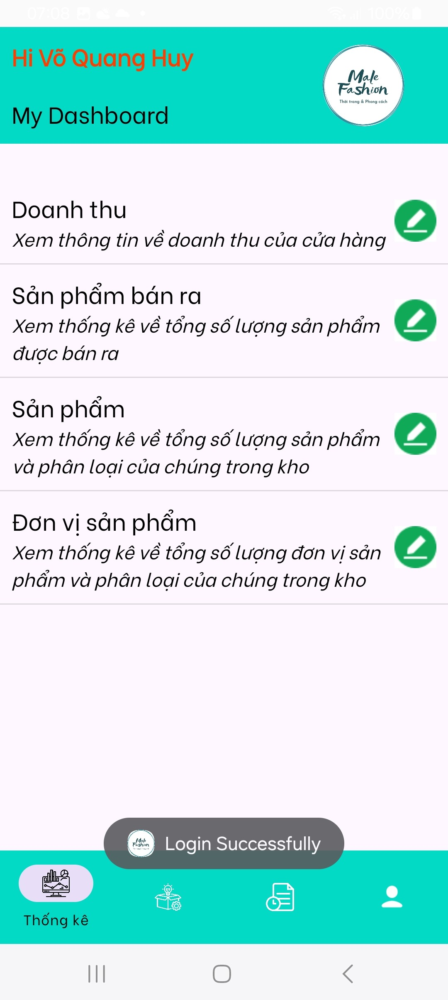 07:08
100%
Hi Võ Quang Huy
My Dashboard
Male
Fashion
Thời trang & Phong cách
Doanh thu
Xem thông tin về doanh thu của cửa hàng
Sản phẩm bán ra
Xem thống kê về tổng số lượng sản phẩm
được bán ra
Sản phẩm
Xem thống kê về tổng số lượng sản phẩm
và phân loại của chúng trong kho
Đơn vị sản phẩm
Xem thống kê về tổng số lượng đơn vị sản
phẩm và phân loại của chúng trong kho
Male
Fashion
Login Successfully
Thống kê